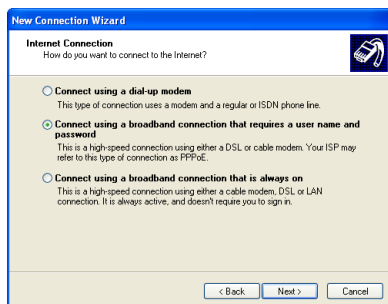 New Connection Wizard
Internet Connection
How do you want to connect to the Internet?
Connect using a dial-up modem
This type of connection uses a modem and a regular or ISDN phone line.
Connect using a broadband connection that requires a user name and
password
This is a high-speed connection using either a DSL or cable modem. Your ISP may
refer to this type of connection as PPPoE.
Connect using a broadband connection that is always on
This is a high-speed connection using either a cable modem, DSL or LAN
connection. It is always active, and doesn't require you to sign in.
< Back Next > Cancel